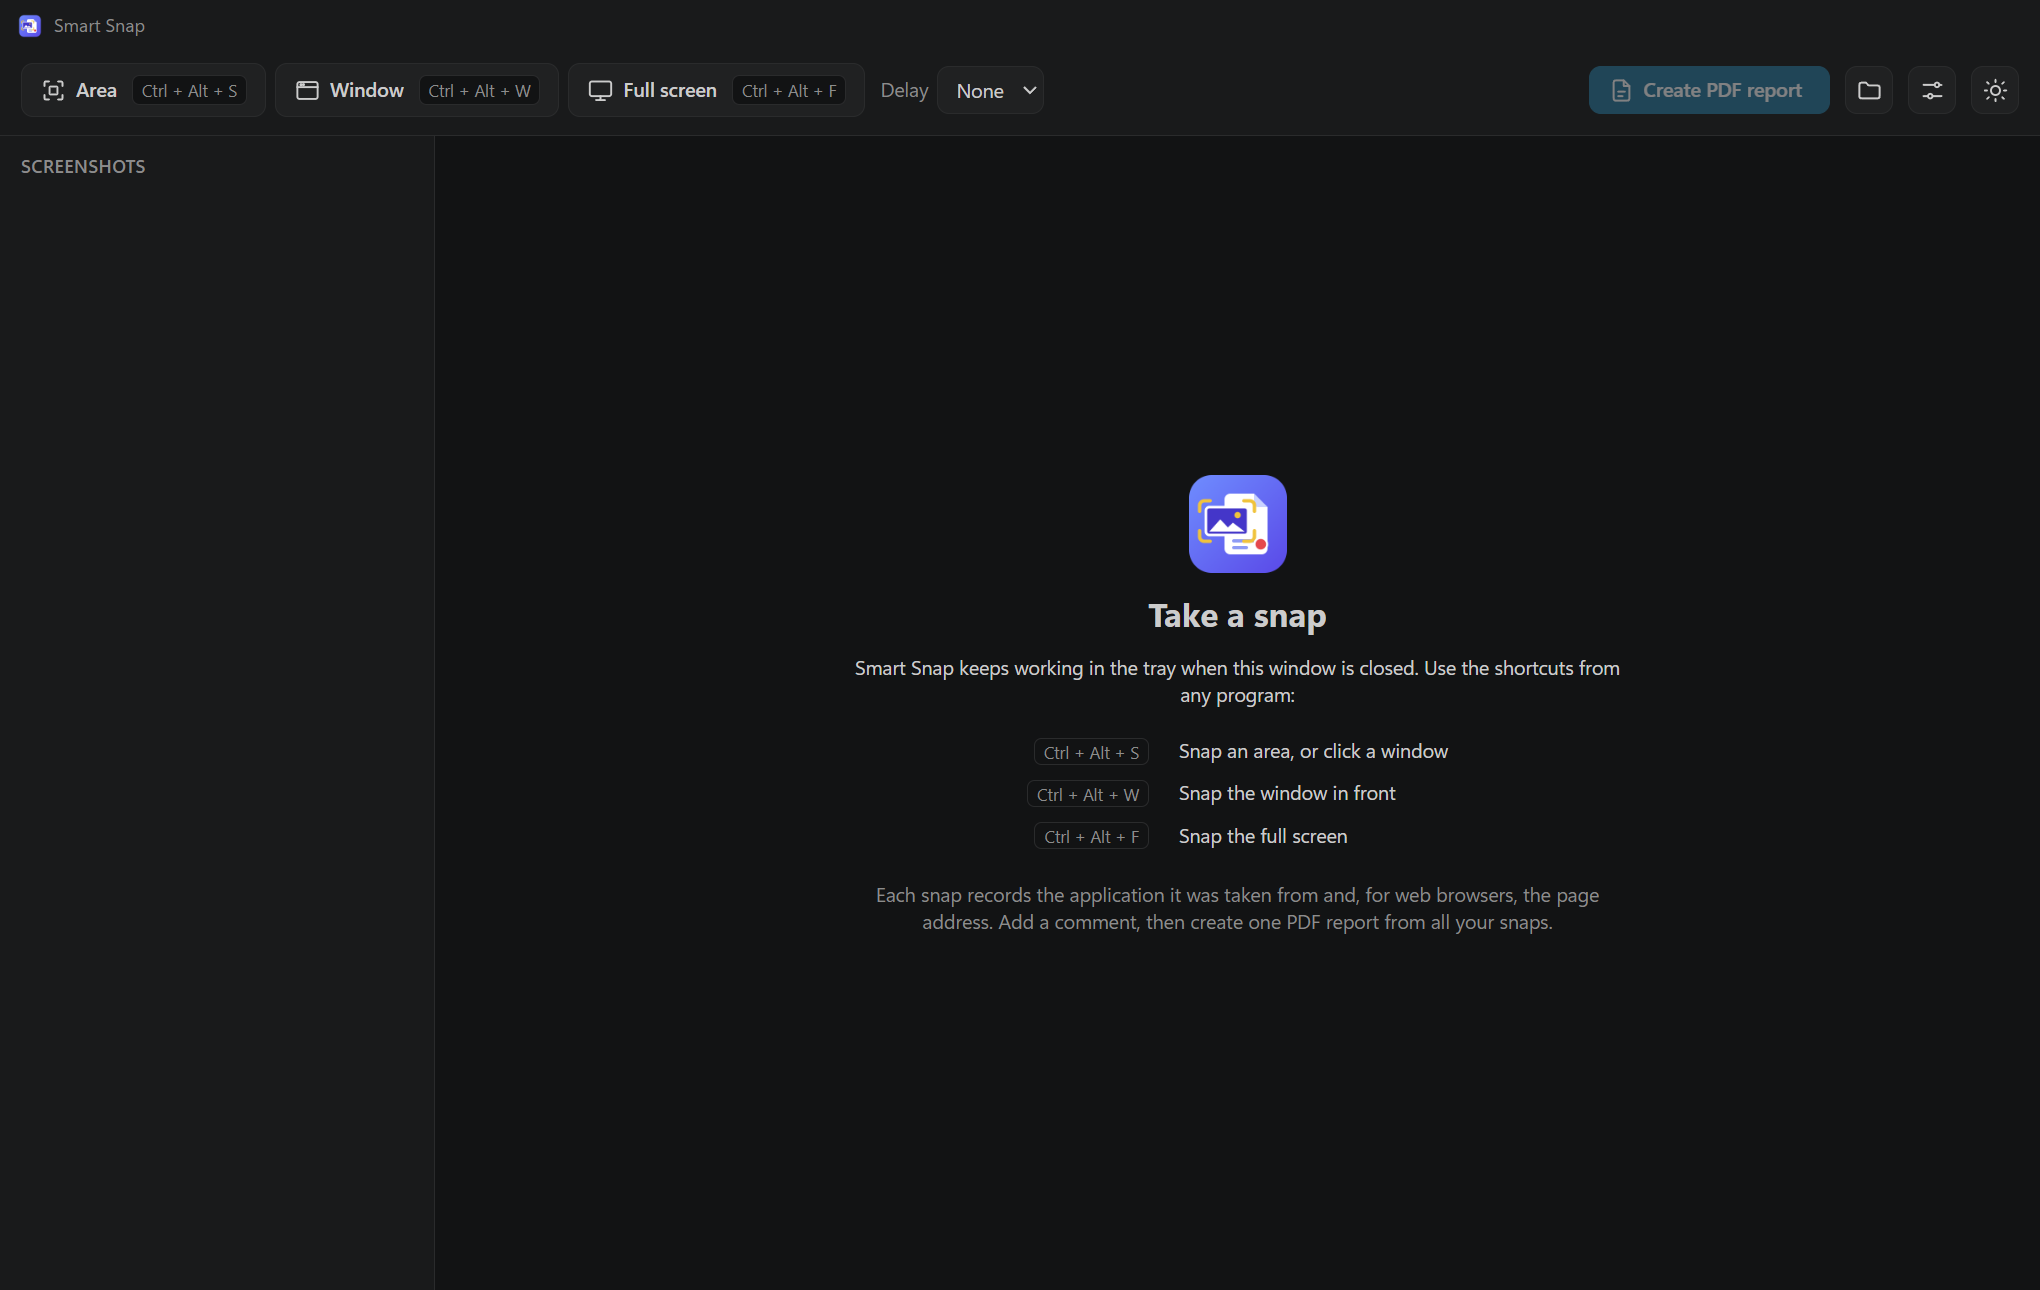 Smart Snap
Area Ctrl + Alt + S Window Ctrl + Alt + W Full screen Ctrl + Alt + F Delay None Create PDF report
SCREENSHOTS
Take a snap
Smart Snap keeps working in the tray when this window is closed. Use the shortcuts from
any program:
Ctrl + Alt + S Snap an area, or click a window
Ctrl + Alt + W Snap the window in front
Ctrl + Alt + F Snap the full screen
Each snap records the application it was taken from and, for web browsers, the page
address. Add a comment, then create one PDF report from all your snaps.